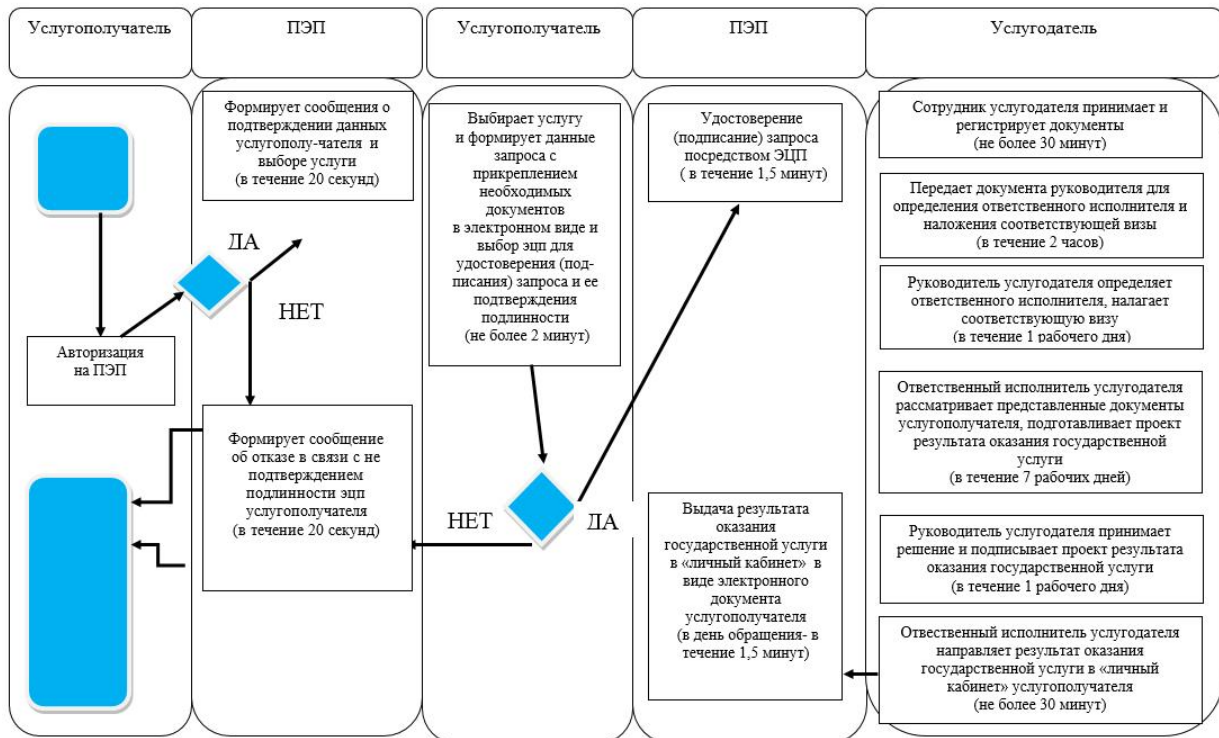 Услугополучатель
ПЭП
Услугополучатель
ПЭП
Услугодатель
Авторизация
на ПЭП
Формирует сообщения о
подтверждении данных
услугополу-чателя и
выборе услуги
(в течение 20 секунд)
ДА
НЕТ
Формирует сообщение
об отказе в связи с не
подтверждением
подлинности эцп
услугополучателя
(в течение 20 секунд)
Выбирает услугу
и формирует данные
запроса с
прикреплением
необходимых
документов
в электронном виде и
выбор эцп для
удостоверения (под-
писания) запроса и ее
подтверждения
подлинности
(не более 2 минут)
НЕТ
ДА
Удостоверение
(подписание) запроса
посредством ЭЦП
( в течение 1,5 минут)
Выдача результата
оказания
государственной услуги
в «личный кабинет» в
виде электронного
документа
услугополучателя
(в день обращения- в
течение 1,5 минут)
Сотрудник услугодателя принимает и
регистрирует документы
(не более 30 минут)
Передает документа руководителя для
определения ответственного исполнителя и
наложения соответствующей визы
(в течение 2 часов)
Руководитель услугодателя определяет
ответственного исполнителя, налагает
соответствующую визу
(в течение 1 рабочего дня)
Ответственный исполнитель услугодателя
рассматривает представленные документы
услугополучателя, подготавливает проект
результата оказания государственной
услуги
(в течение 7 рабочих дней)
Руководитель услугодателя принимает
решение и подписывает проект результата
оказания государственной услуги
(в течение 1 рабочего дня)
Отвественный исполнитель услугодателя
направляет результат оказания
государственной услуги в «личный
кабинет» услугополучателя
(не более 30 минут)